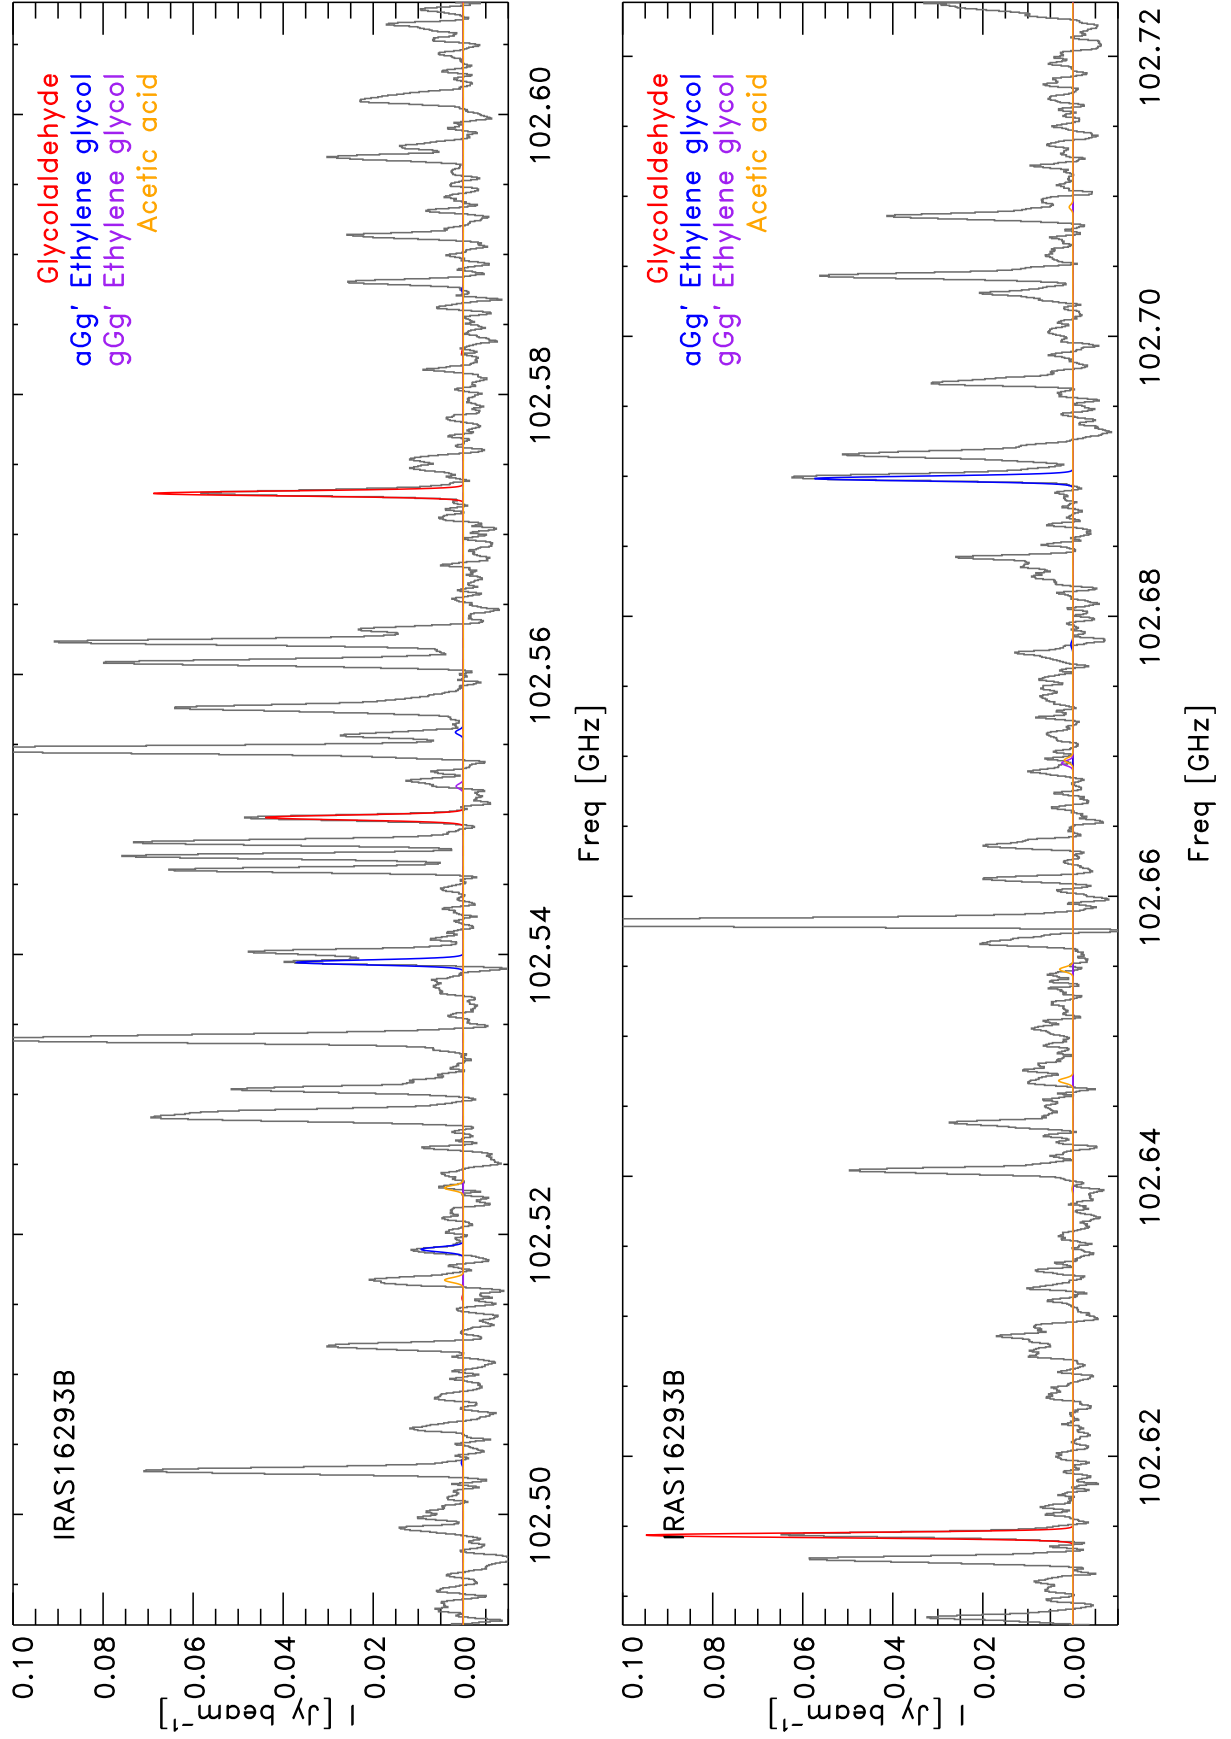 IRAS16293B
Glycolaldehyde
aGg' Ethylene glycol
gGg' Ethylene glycol
Acetic acid
0.10
0.08
0.06
0.04
0.02
0.00
I [Jy beam⁻¹]
102.50
102.52
102.54
102.56
102.58
102.60
Freq [GHz]
IRAS16293B
Glycolaldehyde
aGg' Ethylene glycol
gGg' Ethylene glycol
Acetic acid
0.10
0.08
0.06
0.04
0.02
0.00
I [Jy beam⁻¹]
102.62
102.64
102.66
102.68
102.70
102.72
Freq [GHz]